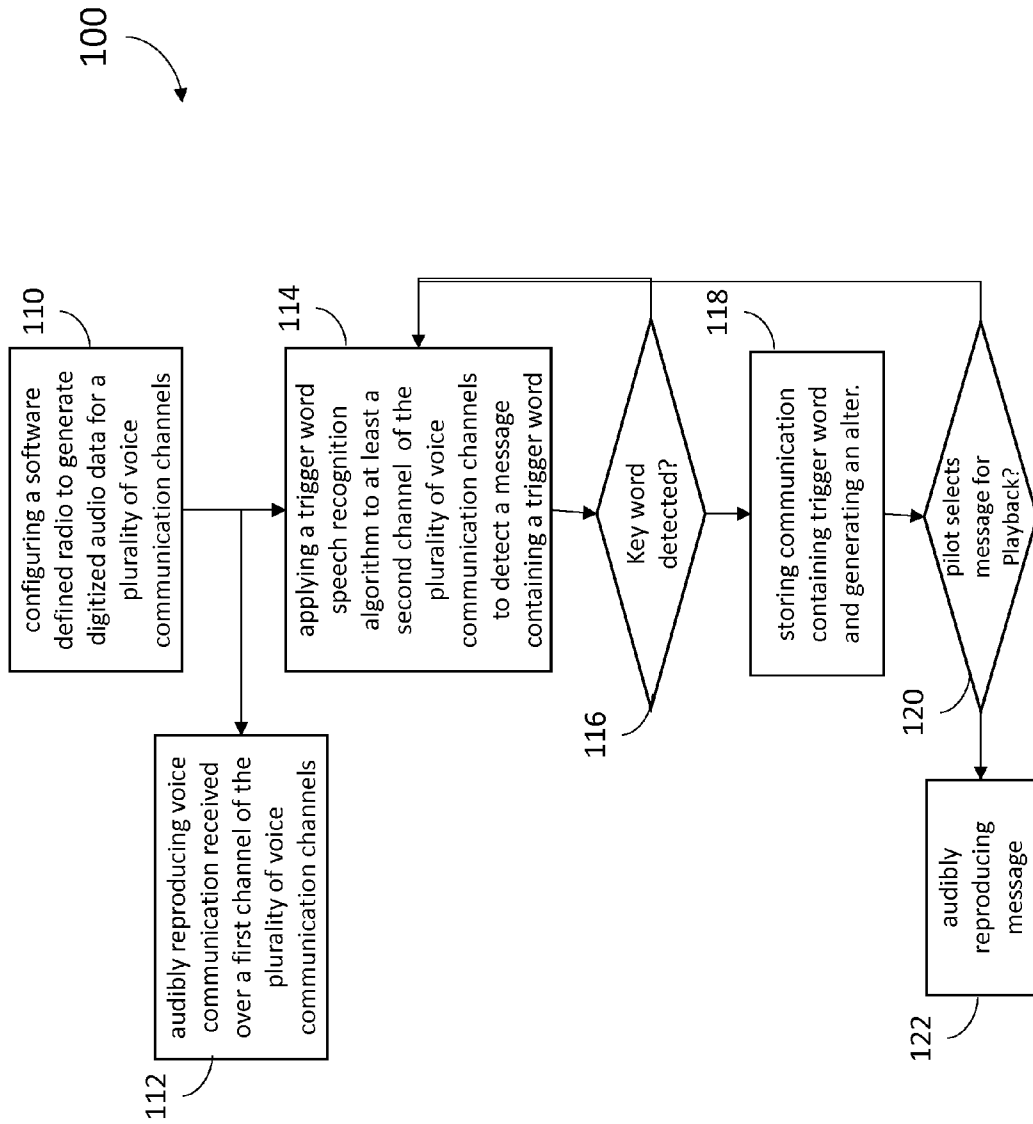 100
110
configuring a software
defined radio to generate
digitized audio data for a
plurality of voice
communication channels
112
audibly reproducing voice
communication received
over a first channel of the
plurality of voice
communication channels
114
applying a trigger word
speech recognition
algorithm to at least a
second channel of the
plurality of voice
communication channels
to detect a message
containing a trigger word
116
Key word
detected?
118
storing communication
containing trigger word
and generating an alter.
120
pilot selects
message for
Playback?
122
audibly
reproducing
message